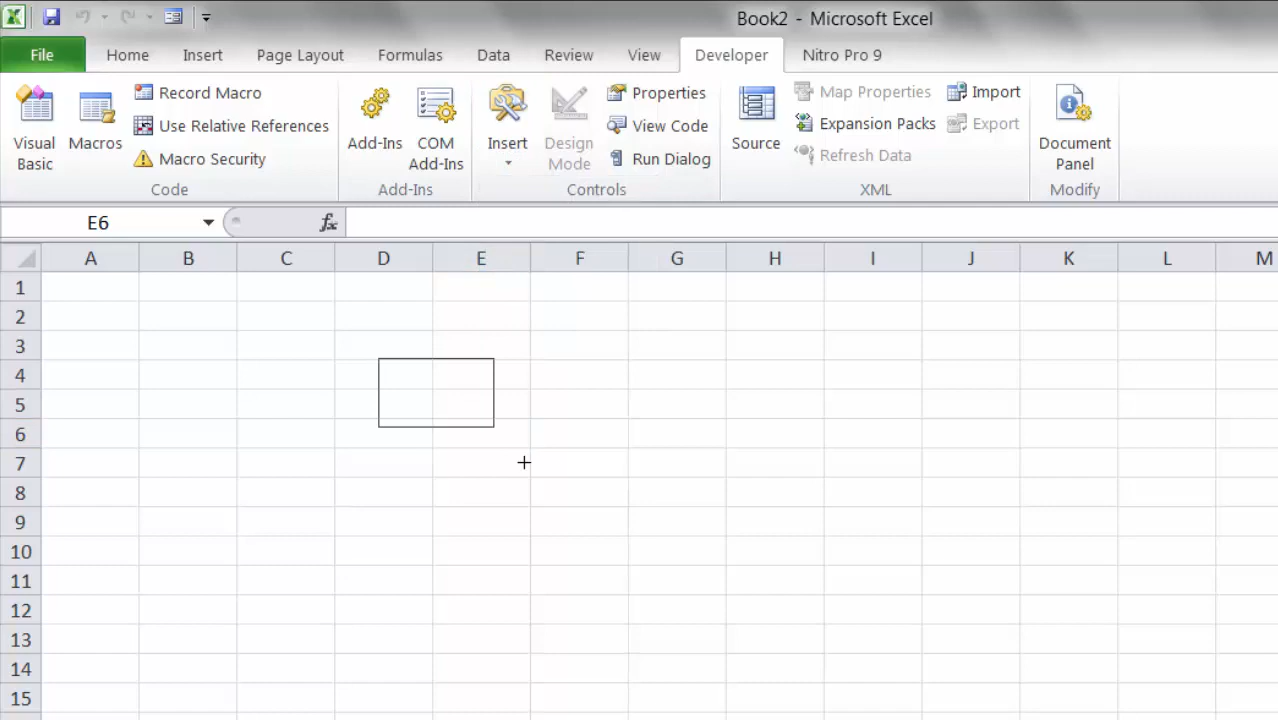 Book2 - Microsoft Excel
File Home Insert Page Layout Formulas Data Review View Developer Nitro Pro 9
Visual Basic
Macros
Record Macro
Use Relative References
Macro Security
Code
Add-Ins
COM Add-Ins
Add-Ins
Insert
Design Mode
Properties
View Code
Run Dialog
Controls
Source
Map Properties
Expansion Packs
Refresh Data
Import
Export
XML
Document Panel
Modify
E6 fx
A B C D E F G H I J K L M
1
2
3
4
5
6
7
8
9
10
11
12
13
14
15